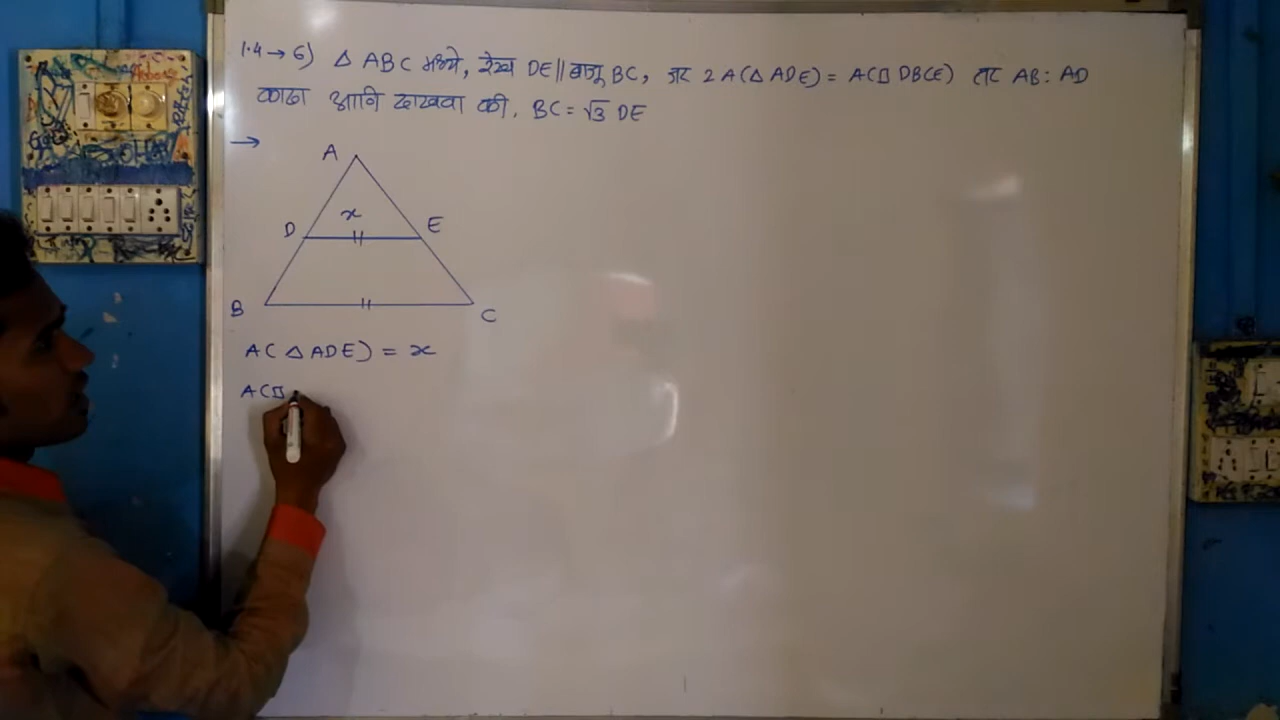 1.4 → 6) △ ABC मध्ये, रेख DE || बाजू BC, जर 2 A(△ ADE) = A(□ DBCE) तर AB : AD
काढा आणि दाखवा की, BC = √3 DE
→
A
x
D E
B C
A( △ ADE) = x
A(□